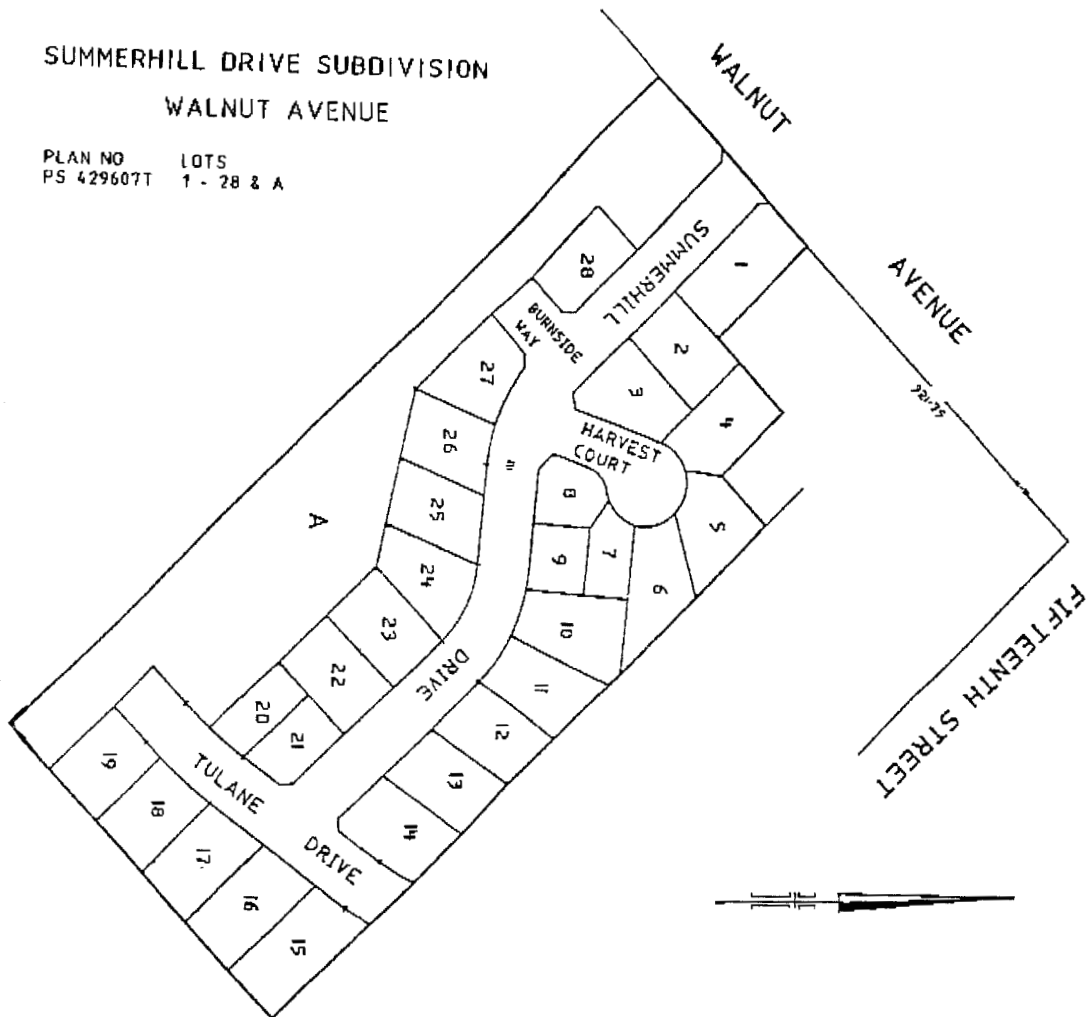 SUMMERHILL DRIVE SUBDIVISION
WALNUT AVENUE
PLAN NO LOTS
PS 429607T 1 - 28 & A
WALNUT
AVENUE
FIFTEENTH STREET
SUMMERHILL
DRIVE
BURNSIDE
WAY
HARVEST
COURT
TULANE
DRIVE
A
1
2
3
4
5
6
7
8
9
10
11
12
13
14
15
16
17
18
19
20
21
22
23
24
25
26
27
28